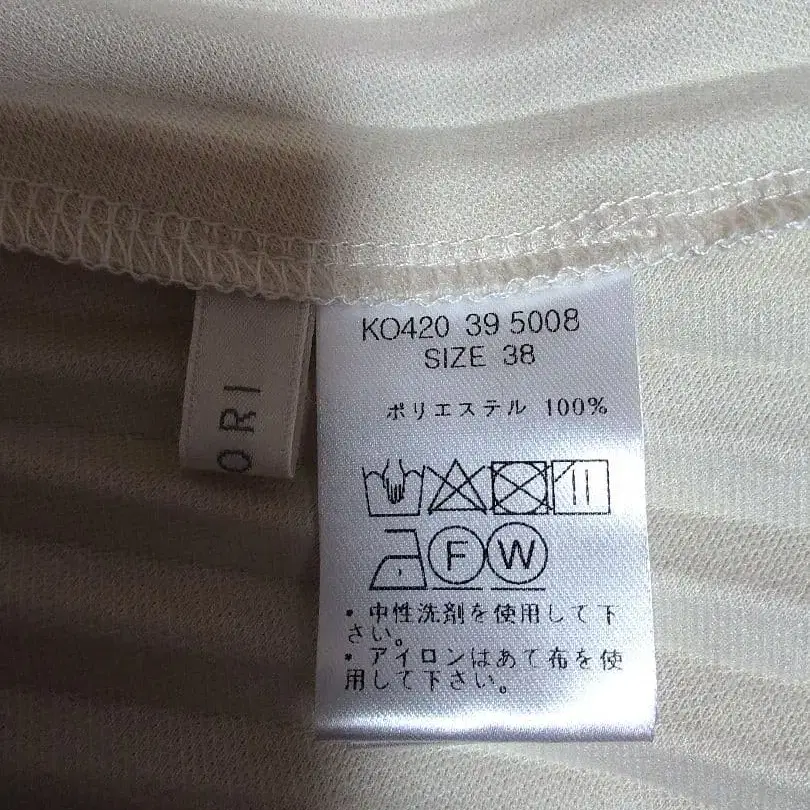 KO420 39 5008
SIZE 38
ポリエステル 100%
F W
・中性洗剤を使用して下
さい。
・アイロンはあて布を使
用して下さい。
ORI